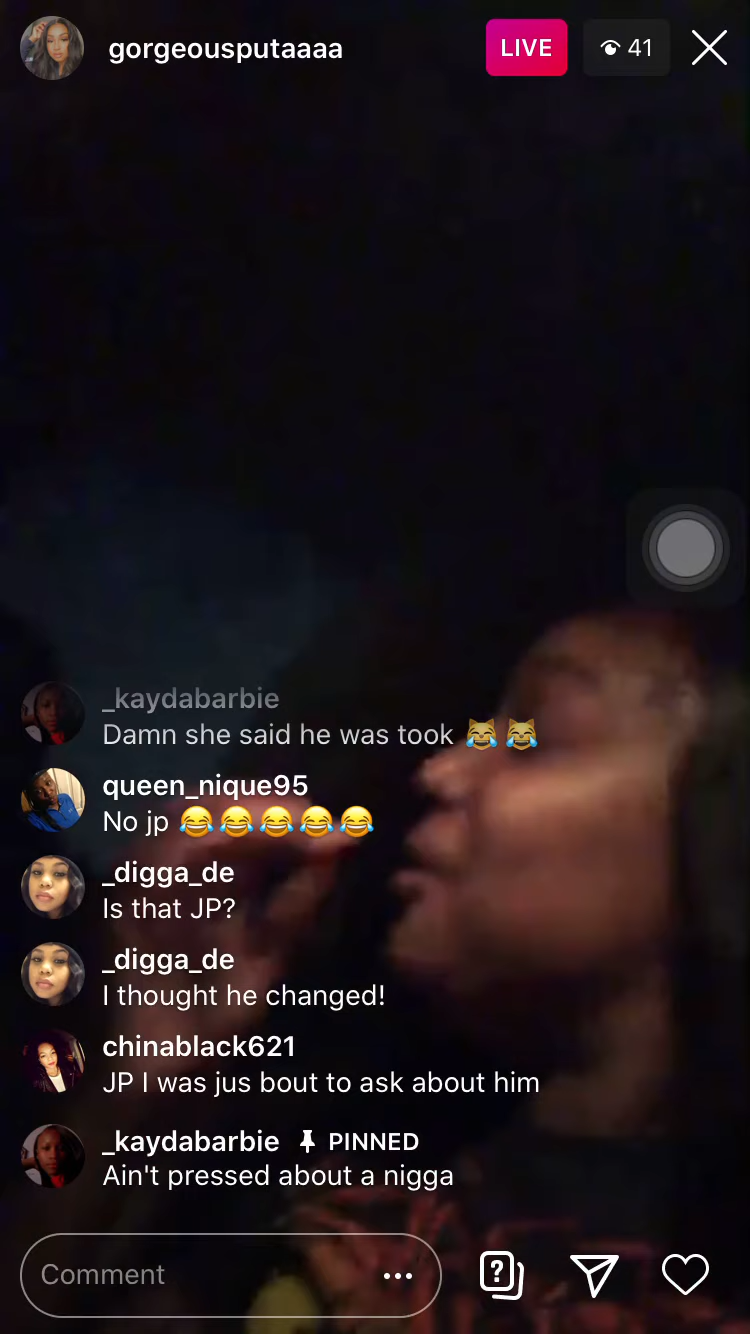 gorgeousputaaaa
LIVE
41
_kaydabarbie
Damn she said he was took 😹😹
queen_nique95
No jp 😂😂😂😂😂
_digga_de
Is that JP?
_digga_de
I thought he changed!
chinablack621
JP I was jus bout to ask about him
_kaydabarbie PINNED
Ain't pressed about a nigga
Comment
?